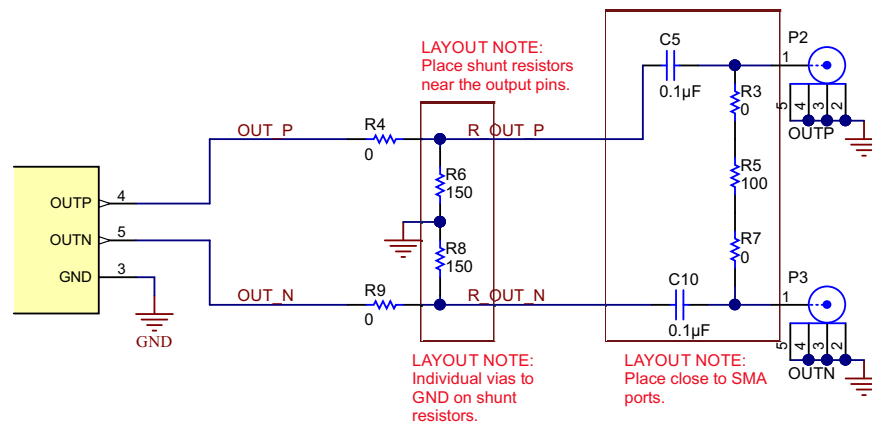 LAYOUT NOTE:
Place shunt resistors
near the output pins.
C5
0.1µF
P2
1
R3
0
5
4
3
2
OUTP
OUT_P
R4
0
R_OUT_P
R6
150
R5
100
OUTP
4
OUTN
5
GND
3
GND
R8
150
R7
0
OUT_N
R9
0
R_OUT_N
C10
0.1µF
P3
1
5
4
3
2
OUTN
LAYOUT NOTE:
Individual vias to
GND on shunt
resistors.
LAYOUT NOTE:
Place close to SMA
ports.